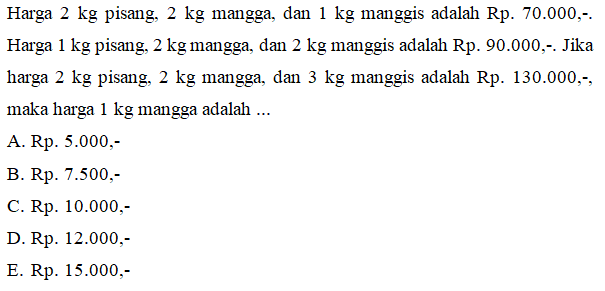 Harga 2 kg pisang, 2 kg mangga, dan 1 kg manggis adalah Rp. 70.000,-.
Harga 1 kg pisang, 2 kg mangga, dan 2 kg manggis adalah Rp. 90.000,-. Jika
harga 2 kg pisang, 2 kg mangga, dan 3 kg manggis adalah Rp. 130.000,-,
maka harga 1 kg mangga adalah ...
A. Rp. 5.000,-
B. Rp. 7.500,-
C. Rp. 10.000,-
D. Rp. 12.000,-
E. Rp. 15.000,-